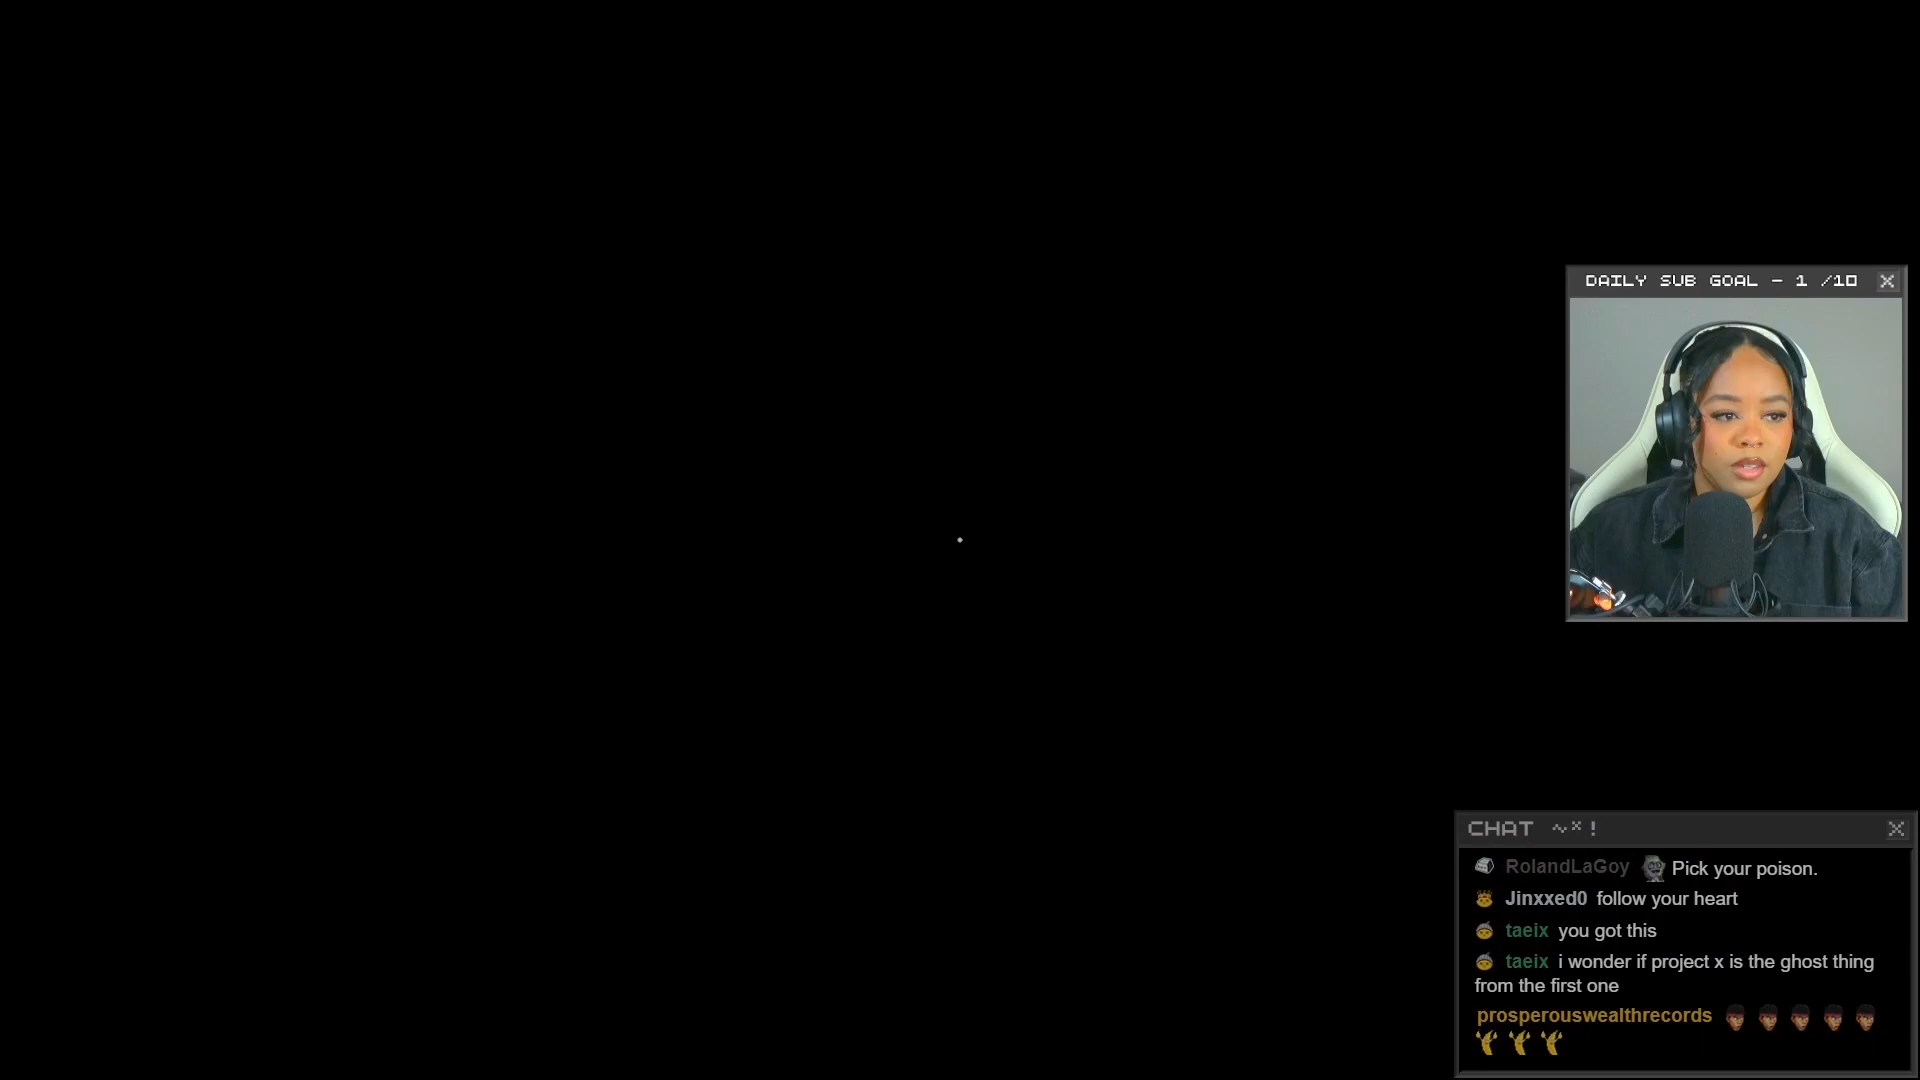 DAILY SUB GOAL - 1 /10
CHAT ~* !
RolandLaGoy Pick your poison.
Jinxxed0 follow your heart
taeix you got this
taeix i wonder if project x is the ghost thing
from the first one
prosperouswealthrecords